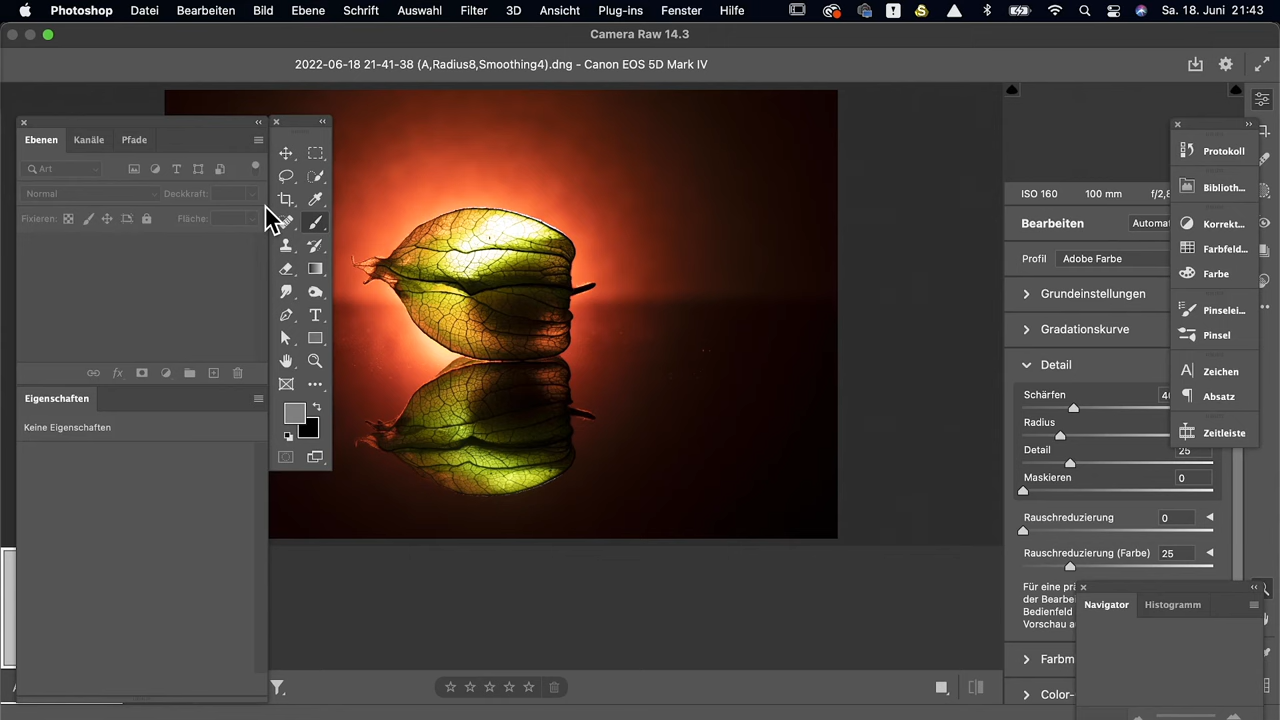 Photoshop Datei Bearbeiten Bild Ebene Schrift Auswahl Filter 3D Ansicht Plug-ins Fenster Hilfe Sa. 18. Juni 21:43
Camera Raw 14.3
2022-06-18 21-41-38 (A,Radius8,Smoothing4).dng - Canon EOS 5D Mark IV
Ebenen Kanäle Pfade
Art
Normal Deckkraft:
Fixieren: Fläche:
Eigenschaften
Keine Eigenschaften
ISO 160 100 mm f/2,8
Bearbeiten Automa
Profil Adobe Farbe
Grundeinstellungen
Gradationskurve
Detail
Schärfen 40
Radius
Detail 25
Maskieren 0
Rauschreduzierung 0
Rauschreduzierung (Farbe) 25
Für eine prä
der Bearbe
Bedienfeld
Vorschau a
Farbm
Color-
Protokoll
Biblioth...
Korrekt...
Farbfeld...
Farbe
Pinselei...
Pinsel
Zeichen
Absatz
Zeitleiste
Navigator Histogramm